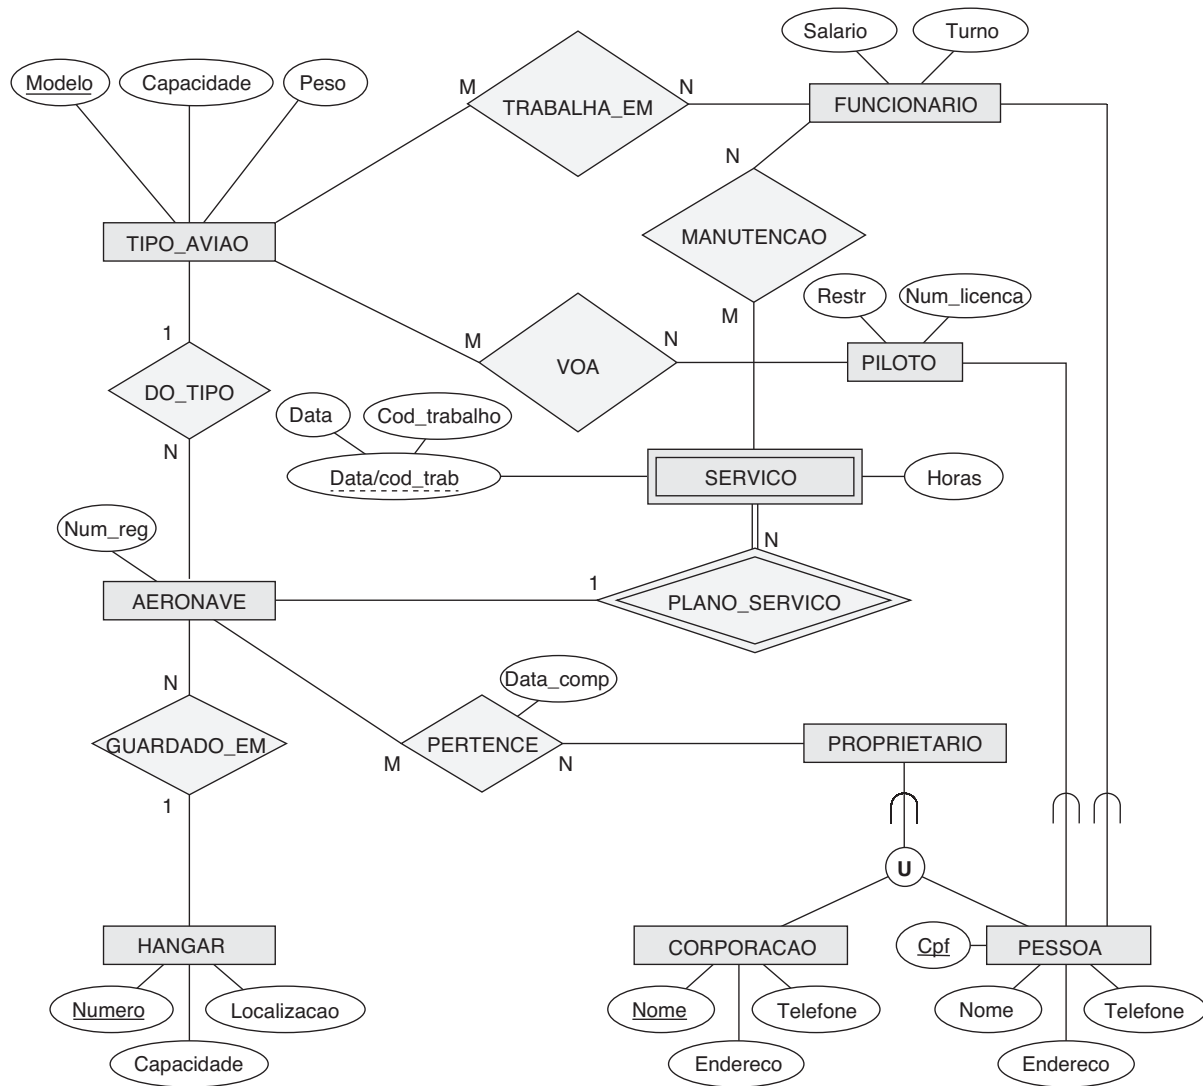 Salario
Turno
Modelo
Capacidade
Peso
M
TRABALHA_EM
N
FUNCIONARIO
N
TIPO_AVIAO
MANUTENCAO
Restr
Num_licenca
M
1
M
VOA
N
PILOTO
DO_TIPO
Data
Cod_trabalho
N
Data/cod_trab
SERVICO
Horas
Num_reg
N
1
AERONAVE
PLANO_SERVICO
N
Data_comp
GUARDADO_EM
PERTENCE
PROPRIETARIO
M
N
1
U
HANGAR
CORPORACAO
Cpf
PESSOA
Numero
Localizacao
Nome
Telefone
Nome
Telefone
Capacidade
Endereco
Endereco